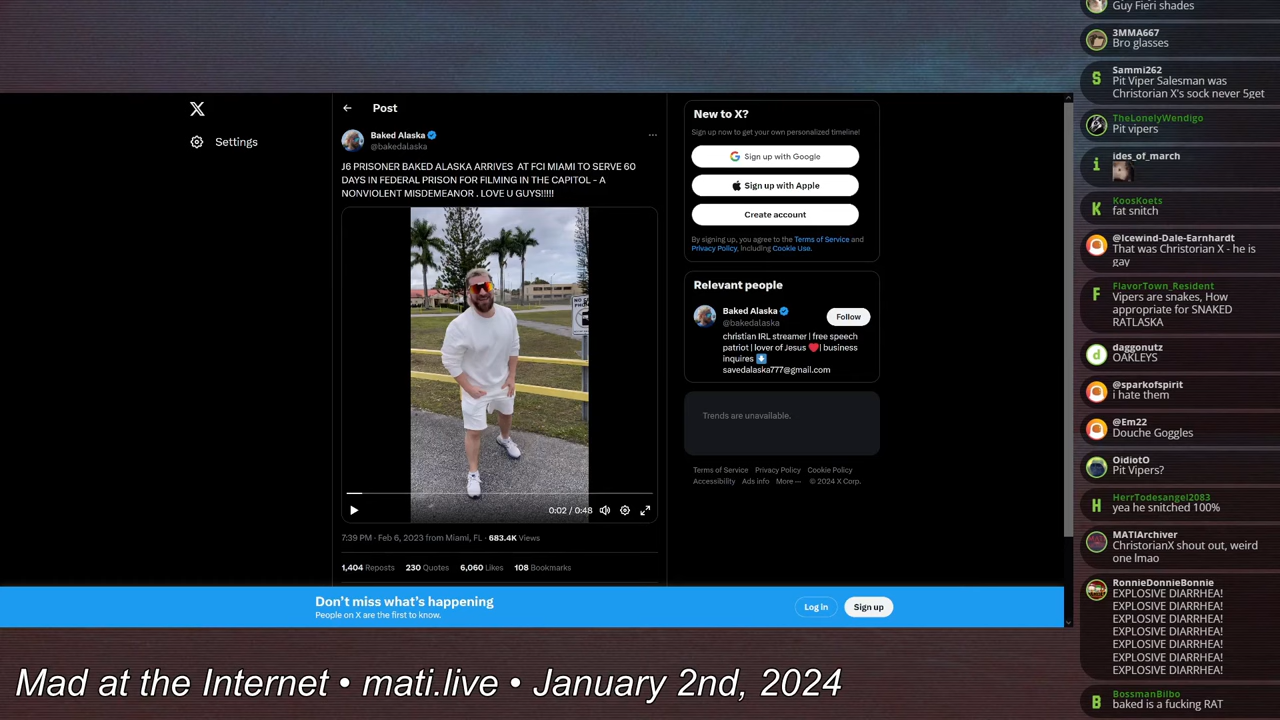 Post
Settings
Baked Alaska
@bakedalaska
J6 PRISONER BAKED ALASKA ARRIVES AT FCI MIAMI TO SERVE 60
DAYS IN FEDERAL PRISON FOR FILMING IN THE CAPITOL - A
NONVIOLENT MISDEMEANOR . LOVE U GUYS!!!!!
0:02 / 0:48
7:39 PM · Feb 6, 2023 from Miami, FL · 683.4K Views
1,404 Reposts 230 Quotes 6,060 Likes 108 Bookmarks
New to X?
Sign up now to get your own personalized timeline!
Sign up with Google
Sign up with Apple
Create account
By signing up, you agree to the Terms of Service and
Privacy Policy, including Cookie Use.
Relevant people
Baked Alaska
@bakedalaska
Follow
christian IRL streamer | free speech
patriot | lover of Jesus ❤️| business
inquires ⬇️
savedalaska777@gmail.com
Trends are unavailable.
Terms of Service Privacy Policy Cookie Policy
Accessibility Ads info More ··· © 2024 X Corp.
Don't miss what's happening
People on X are the first to know.
Log in
Sign up
Mad at the Internet • mati.live • January 2nd, 2024
Guy Fieri shades
3MMA667
Bro glasses
S
Sammi262
Pit Viper Salesman was
Christorian X's sock never 5get
TheLonelyWendigo
Pit vipers
i
ides_of_march
K
KoosKoets
fat snitch
@Icewind-Dale-Earnhardt
That was Christorian X - he is
gay
F
FlavorTown_Resident
Vipers are snakes, How
appropriate for SNAKED
RATLASKA
d
daggonutz
OAKLEYS
@sparkofspirit
i hate them
@Em22
Douche Goggles
OidiotO
Pit Vipers?
H
HerrTodesangel2083
yea he snitched 100%
MATIArchiver
ChristorianX shout out, weird
one lmao
RonnieDonnieBonnie
EXPLOSIVE DIARRHEA!
EXPLOSIVE DIARRHEA!
EXPLOSIVE DIARRHEA!
EXPLOSIVE DIARRHEA!
EXPLOSIVE DIARRHEA!
EXPLOSIVE DIARRHEA!
EXPLOSIVE DIARRHEA!
B
BossmanBilbo
baked is a fucking RAT